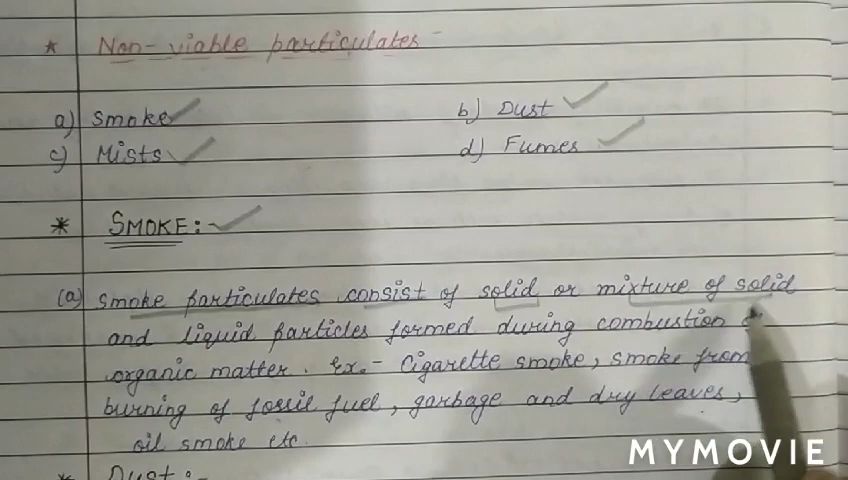 * Non-viable particulates-
a) Smoke b) Dust
c) Mists d) Fumes
* SMOKE:-
(a) smoke particulates consist of solid or mixture of solid
and liquid particles formed during combustion
organic matter. Ex.- Cigarette smoke, smoke from
burning of fossil fuel, garbage and dry leaves,
oil smoke etc.
* Dust:-
MYMOVIE